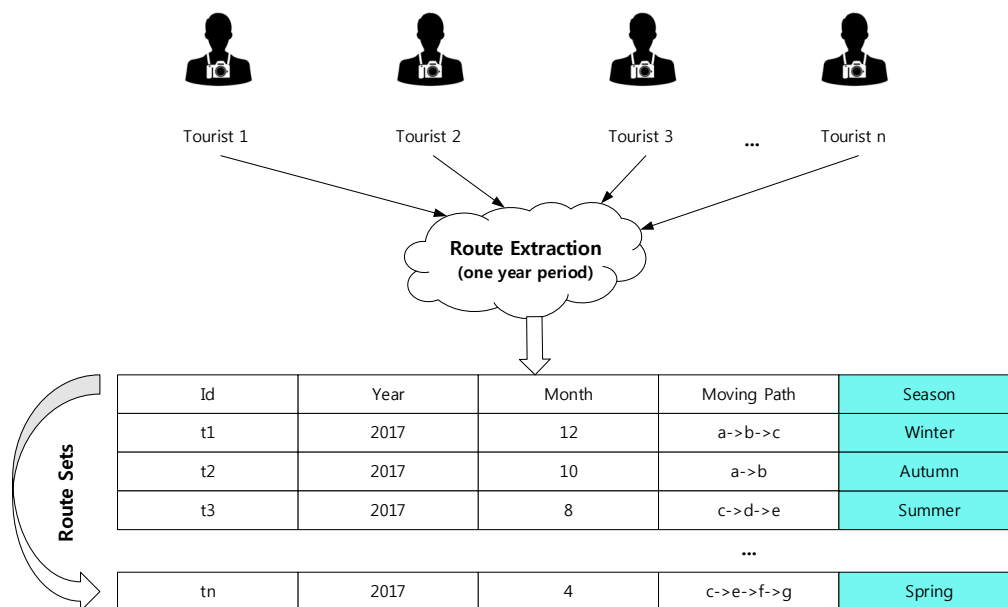 Tourist 1 Tourist 2 Tourist 3 ... Tourist n
Route Extraction
(one year period)
Route Sets
Id Year Month Moving Path Season
t1 2017 12 a->b->c Winter
t2 2017 10 a->b Autumn
t3 2017 8 c->d->e Summer
...
tn 2017 4 c->e->f->g Spring